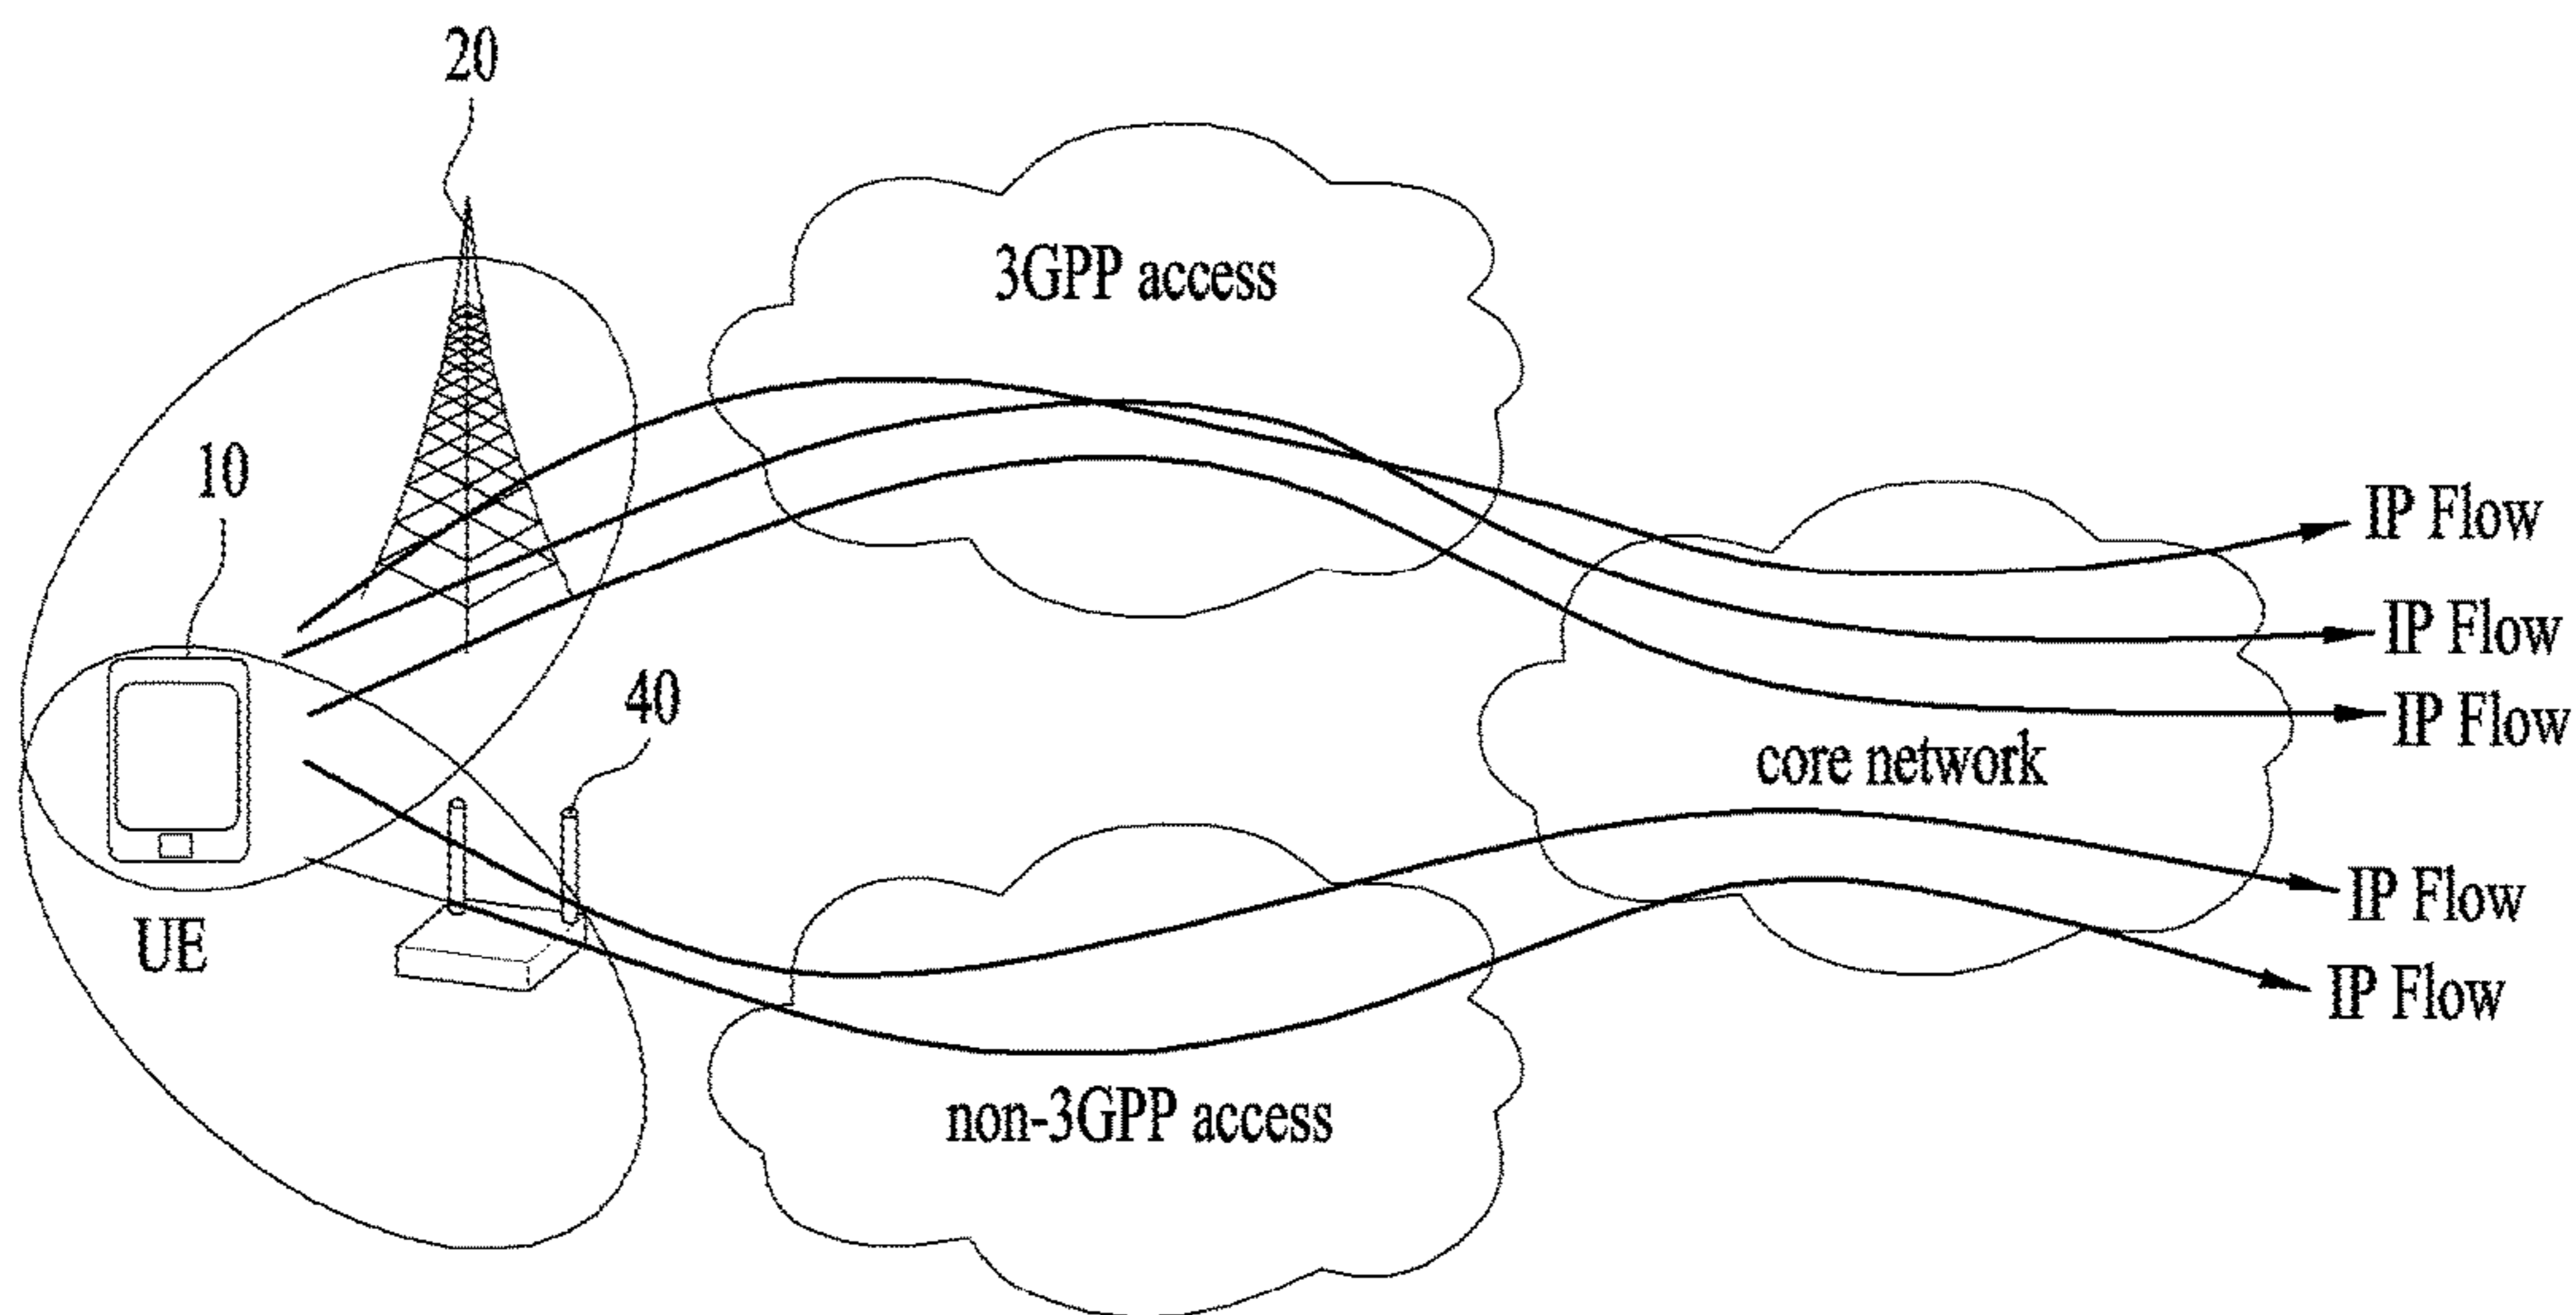 20
3GPP access
10
IP Flow
IP Flow
40
IP Flow
core network
IP Flow
UE
IP Flow
non-3GPP access